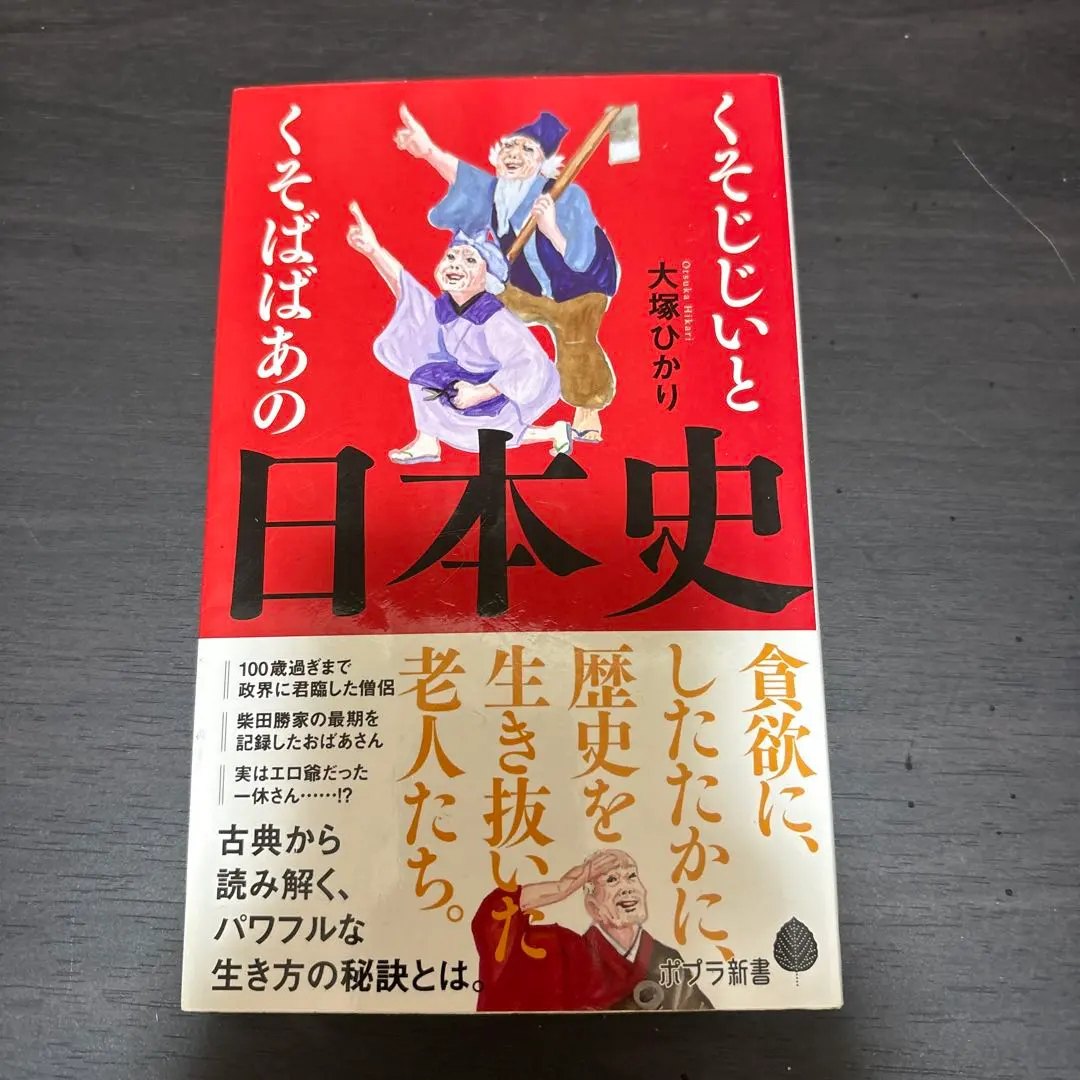 くそじじいと
くそばばあの
日本史
大塚ひかり
Otsuka Hikari
貪欲に、
したたかに、
歴史を
生き抜いた
老人たち。
100歳過ぎまで
政界に君臨した僧侶
柴田勝家の最期を
記録したおばあさん
実はエロ爺だった
一休さん……!?
古典から
読み解く、
パワフルな
生き方の秘訣とは。
ポプラ新書